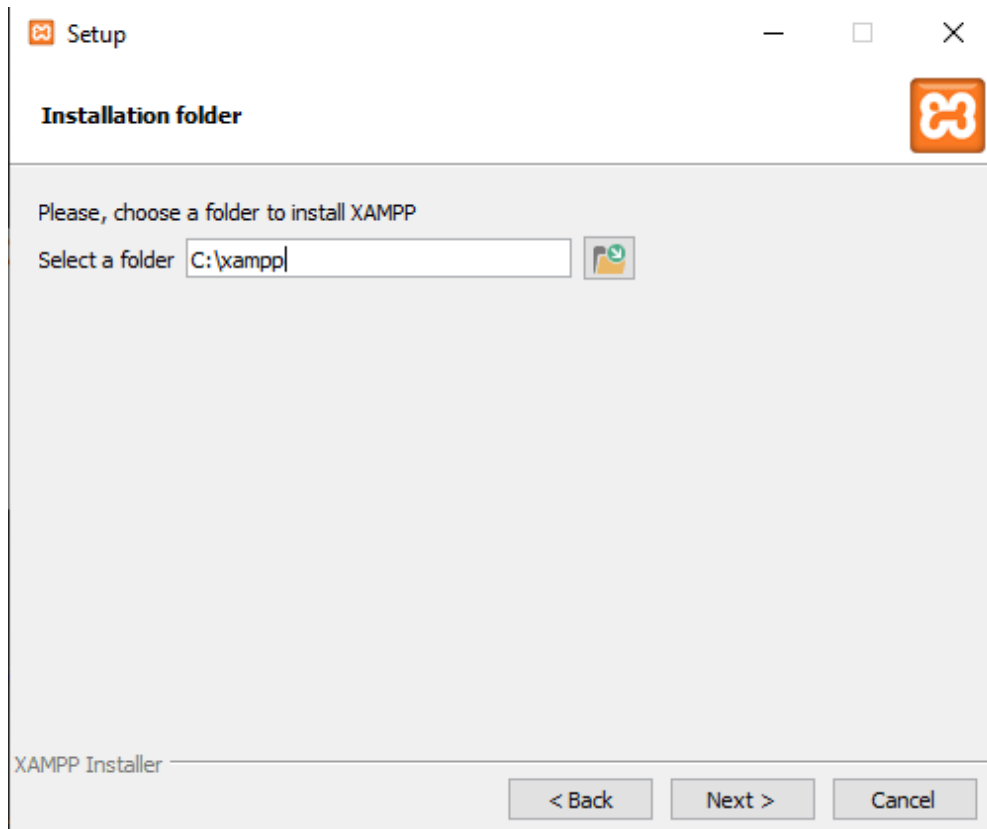 Setup
Installation folder
Please, choose a folder to install XAMPP
Select a folder C:\xampp
XAMPP Installer
< Back Next > Cancel